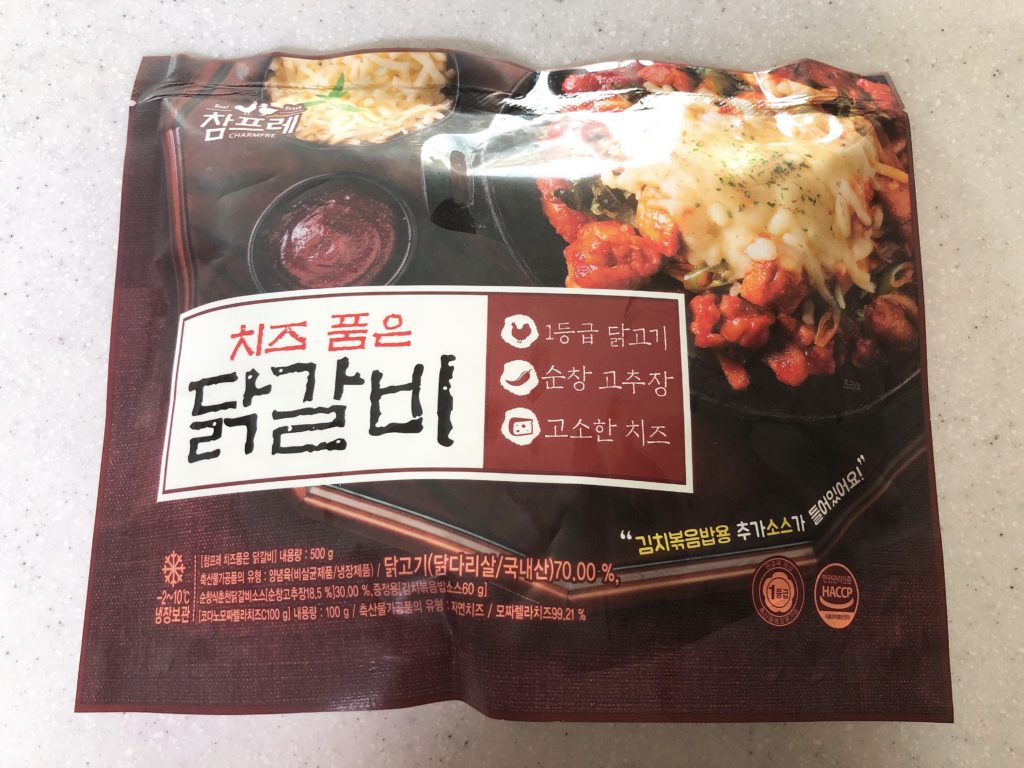 Real Fresh
참프레
CHARMFRE
치즈 품은
닭갈비
1등급 닭고기
순창 고추장
고소한 치즈
조리예
“김치볶음밥용 추가소스가 들어있어요!”
-2~10℃
냉장보관
[참프레 치즈품은 닭갈비] 내용량 : 500 g
축산물가공품의 유형 : 양념육(비살균제품/냉장제품) / 닭고기(닭다리살/국내산)70.00 %,
순창식춘천닭갈비소스[순창고추장18.5 %]30.00 %, 증정용[김치볶음밥소스60 g]
[코다노모짜렐라치즈C100 g] 내용량 : 100 g / 축산물가공품의 유형 : 자연치즈 / 모짜렐라치즈99.21 %
1등급
안전관리인증
HACCP